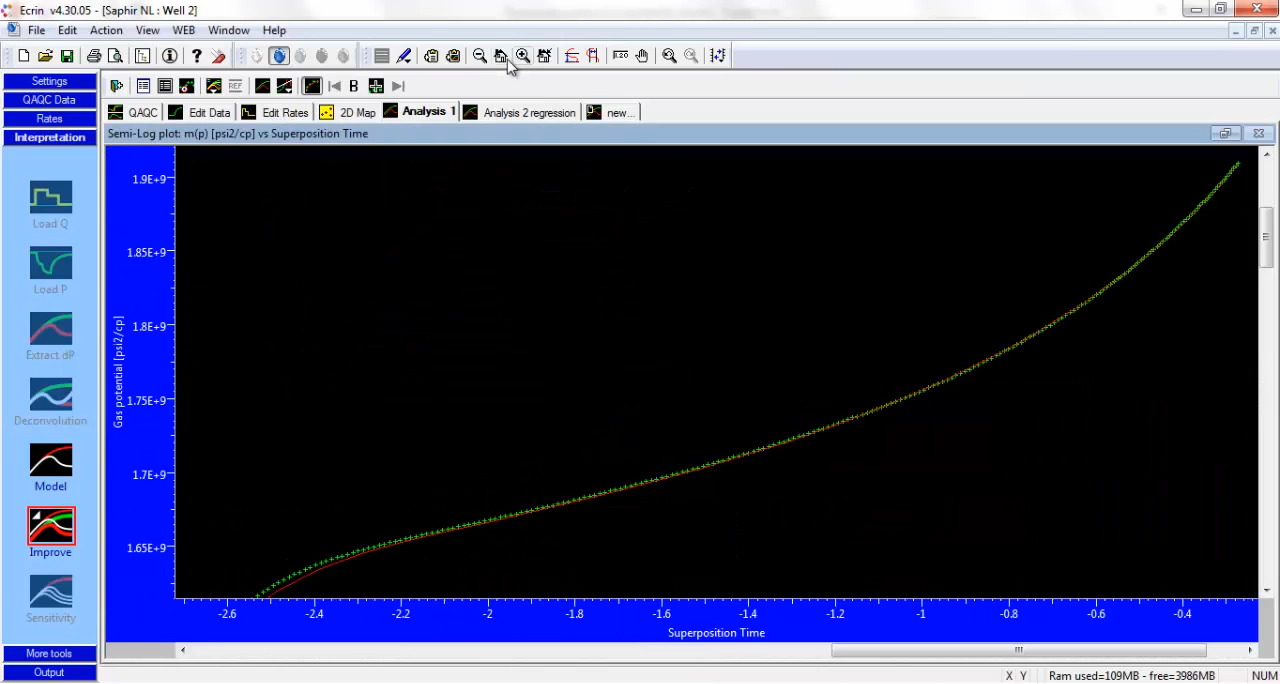 Ecrin v4.30.05 - [Saphir NL : Well 2]
File Edit Action View WEB Window Help
Settings
QAQC Data
Rates
Interpretation
Load Q
Load P
Extract dP
Deconvolution
Model
Improve
Sensitivity
More tools
Output
REF B
QAQC Edit Data Edit Rates 2D Map Analysis 1 Analysis 2 regression new...
Semi-Log plot: m(p) [psi2/cp] vs Superposition Time
Gas potential [psi2/cp]
1.9E+9
1.85E+9
1.8E+9
1.75E+9
1.7E+9
1.65E+9
-2.6 -2.4 -2.2 -2 -1.8 -1.6 -1.4 -1.2 -1 -0.8 -0.6 -0.4
Superposition Time
X Y Ram used=109MB - free=3986MB NUM